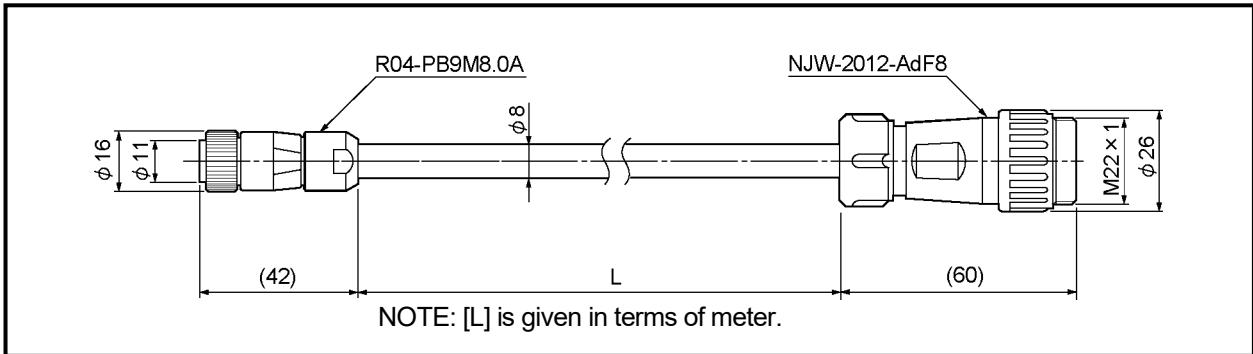 R04-PB9M8.0A
NJW-2012-AdF8
ϕ16
ϕ11
ϕ8
M22×1
ϕ26
(42)
L
(60)
NOTE: [L] is given in terms of meter.